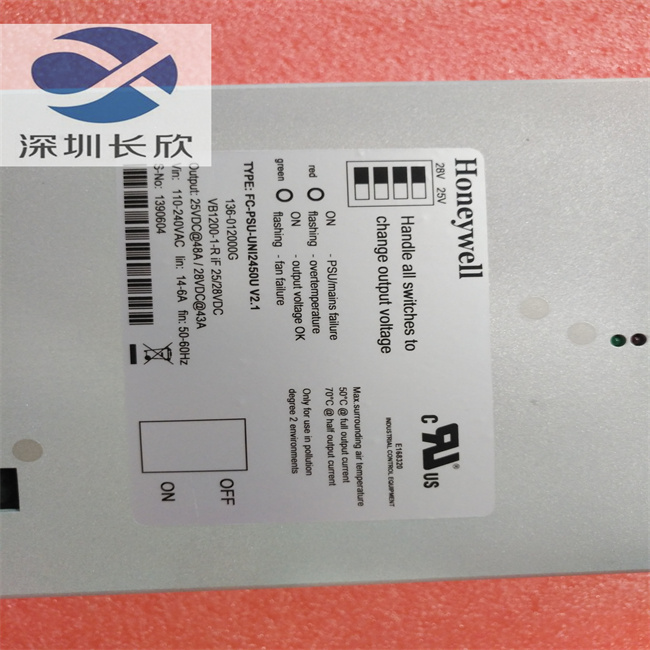 深圳长欣
Honeywell
28V 25V
Handle all switches to
change output voltage
TYPE: FC-PSU-UNI2450U V2.1
136-012000G
VB1200-1-R iF 25/28VDC
Output: 25VDC@48A / 28VDC@43A
Vin: 110-240VAC Iin: 14-6A fin: 50-60Hz
S-No: 1390604
red ON - PSU/mains failure
flashing - overtemperature
green ON - output voltage OK
flashing - fan failure
C UR US ®
E168320
INDUSTRIAL CONTROL EQUIPMENT
Max surrounding air temperature
50°C @ full output current
70°C @ half output current
Only for use in pollution
degree 2 environments
OFF
ON